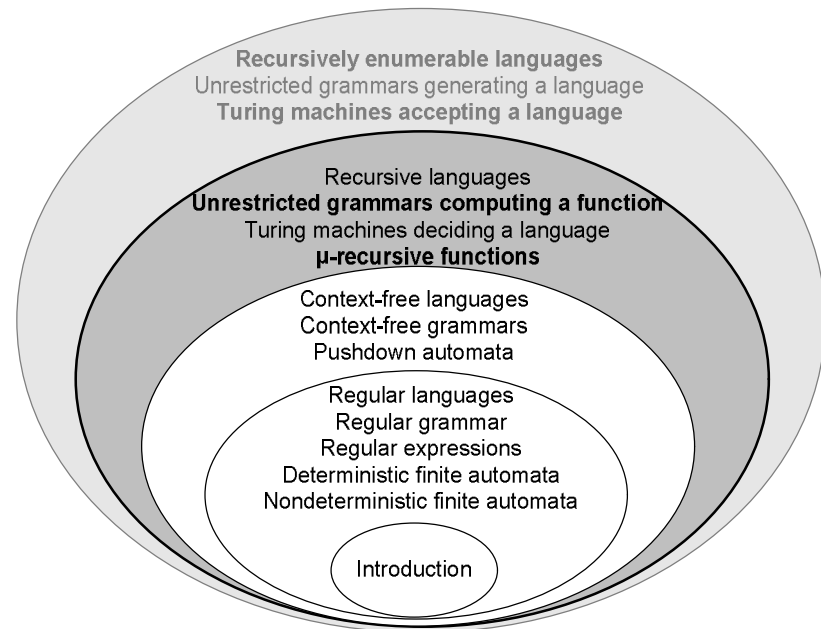 Recursively enumerable languages
Unrestricted grammars generating a language
Turing machines accepting a language
Recursive languages
Unrestricted grammars computing a function
Turing machines deciding a language
μ-recursive functions
Context-free languages
Context-free grammars
Pushdown automata
Regular languages
Regular grammar
Regular expressions
Deterministic finite automata
Nondeterministic finite automata
Introduction